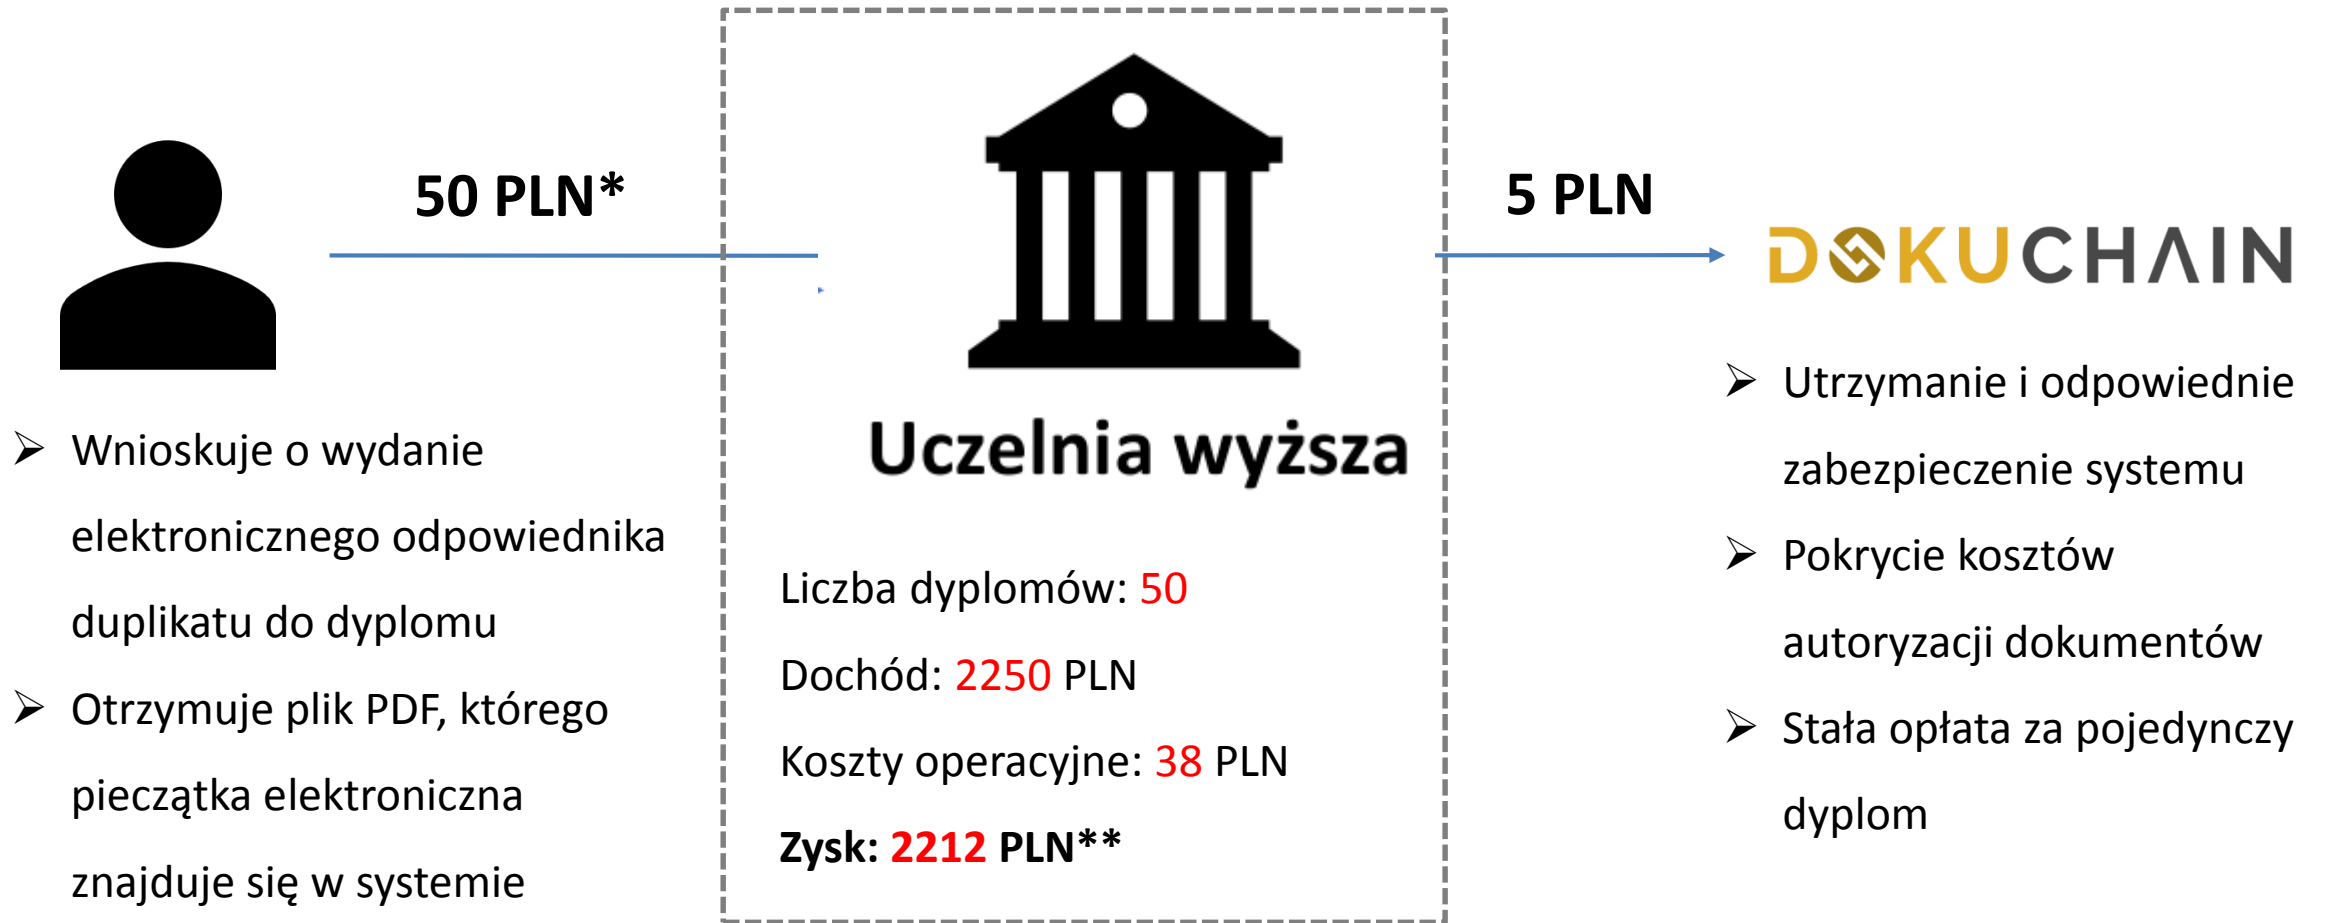 50 PLN*
➢ Wnioskuje o wydanie
elektronicznego odpowiednika
duplikatu do dyplomu
➢ Otrzymuje plik PDF, którego
pieczątka elektroniczna
znajduje się w systemie
Uczelnia wyższa
Liczba dyplomów: 50
Dochód: 2250 PLN
Koszty operacyjne: 38 PLN
Zysk: 2212 PLN**
5 PLN
DOKUCHAIN
➢ Utrzymanie i odpowiednie
zabezpieczenie systemu
➢ Pokrycie kosztów
autoryzacji dokumentów
➢ Stała opłata za pojedynczy
dyplom